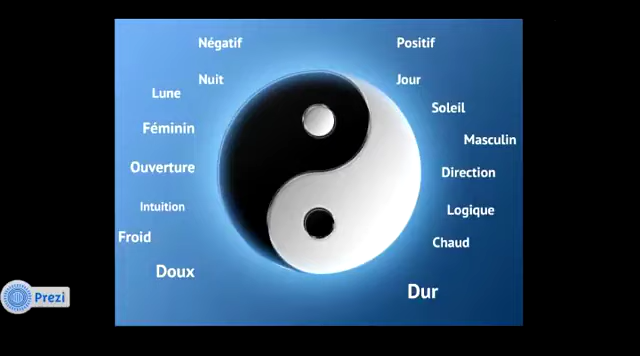 Négatif
Positif
Nuit
Jour
Lune
Soleil
Féminin
Masculin
Ouverture
Direction
Intuition
Logique
Froid
Chaud
Doux
Dur
Prezi